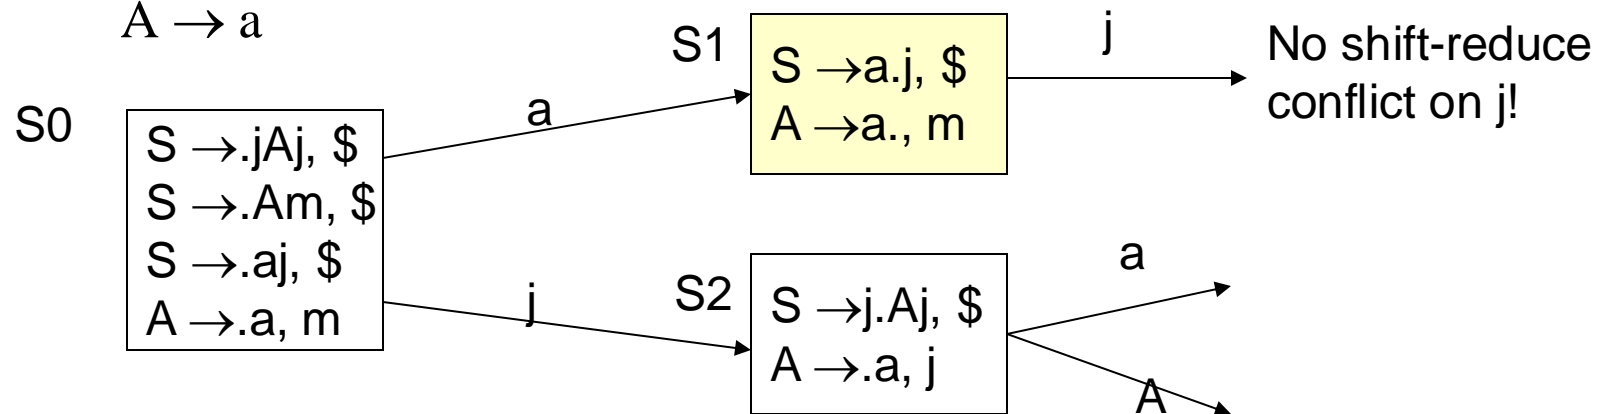 A → a
S0
S →.jAj, $
S →.Am, $
S →.aj, $
A →.a, m
a
j
S1
S →a.j, $
A →a., m
j
No shift-reduce
conflict on j!
S2
S →j.Aj, $
A →.a, j
a
A